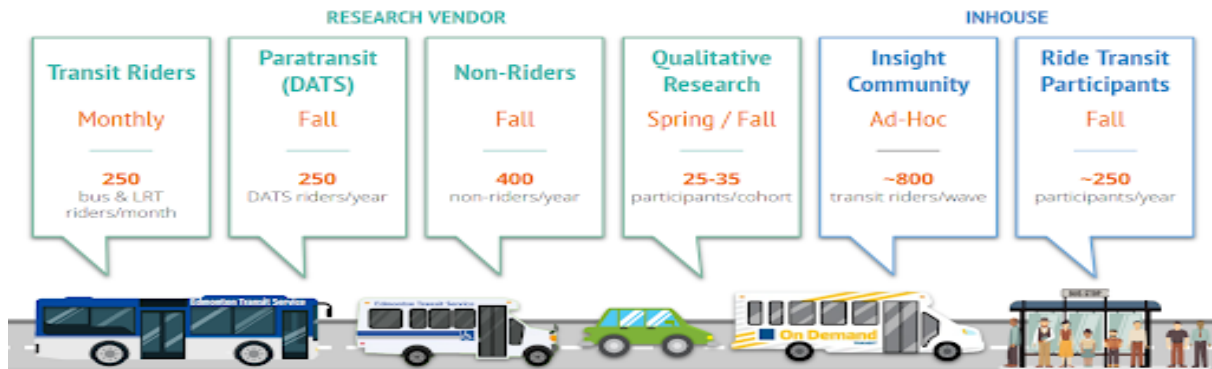 RESEARCH VENDOR
INHOUSE
Transit Riders
Monthly
250
bus & LRT
riders/month
Paratransit
(DATS)
Fall
250
DATS riders/year
Non-Riders
Fall
400
non-riders/year
Qualitative
Research
Spring / Fall
25-35
participants/cohort
Insight
Community
Ad-Hoc
~800
transit riders/wave
Ride Transit
Participants
Fall
~250
participants/year
Edmonton Transit Service
Edmonton Transit Service
On Demand
BUS STOP